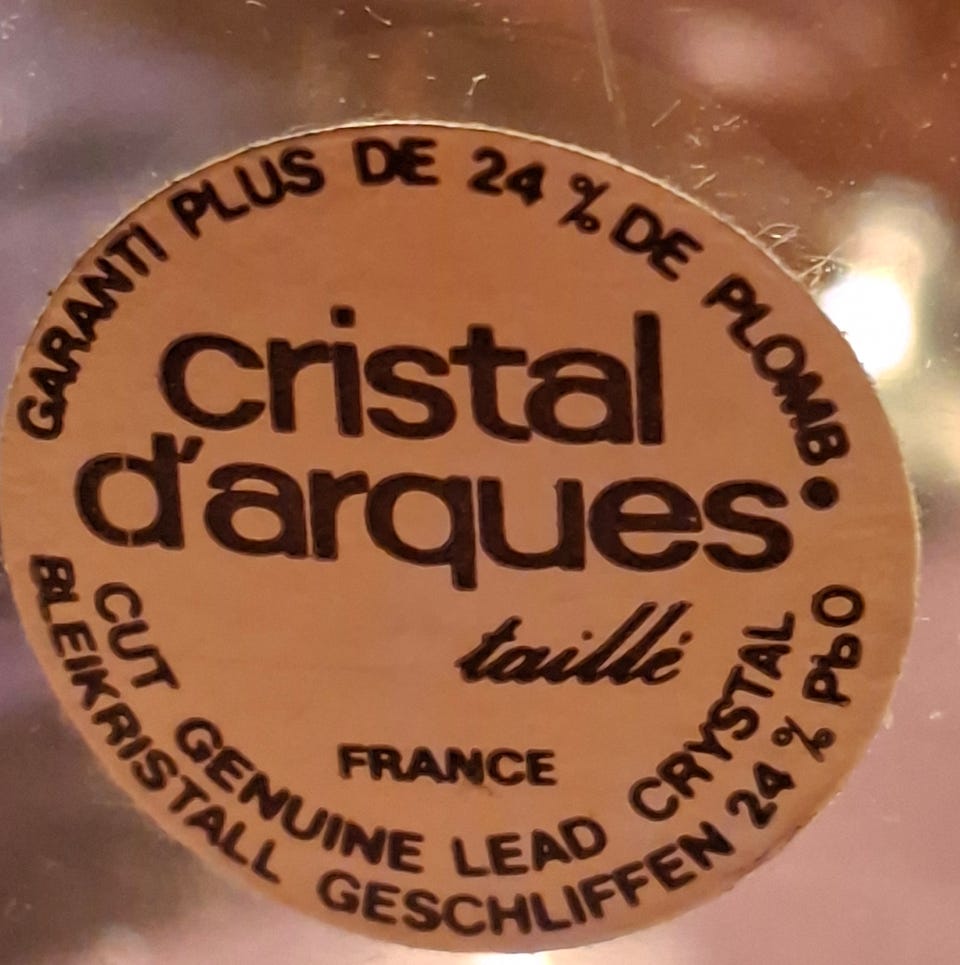 GARANTI PLUS DE 24 % DE PLOMB •
cristal
d'arques
taillé
FRANCE
CUT GENUINE LEAD CRYSTAL
BLEIKRISTALL GESCHLIFFEN 24 % PbO